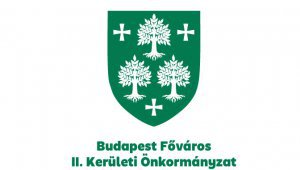 Budapest Főváros
II. Kerületi Önkormányzat